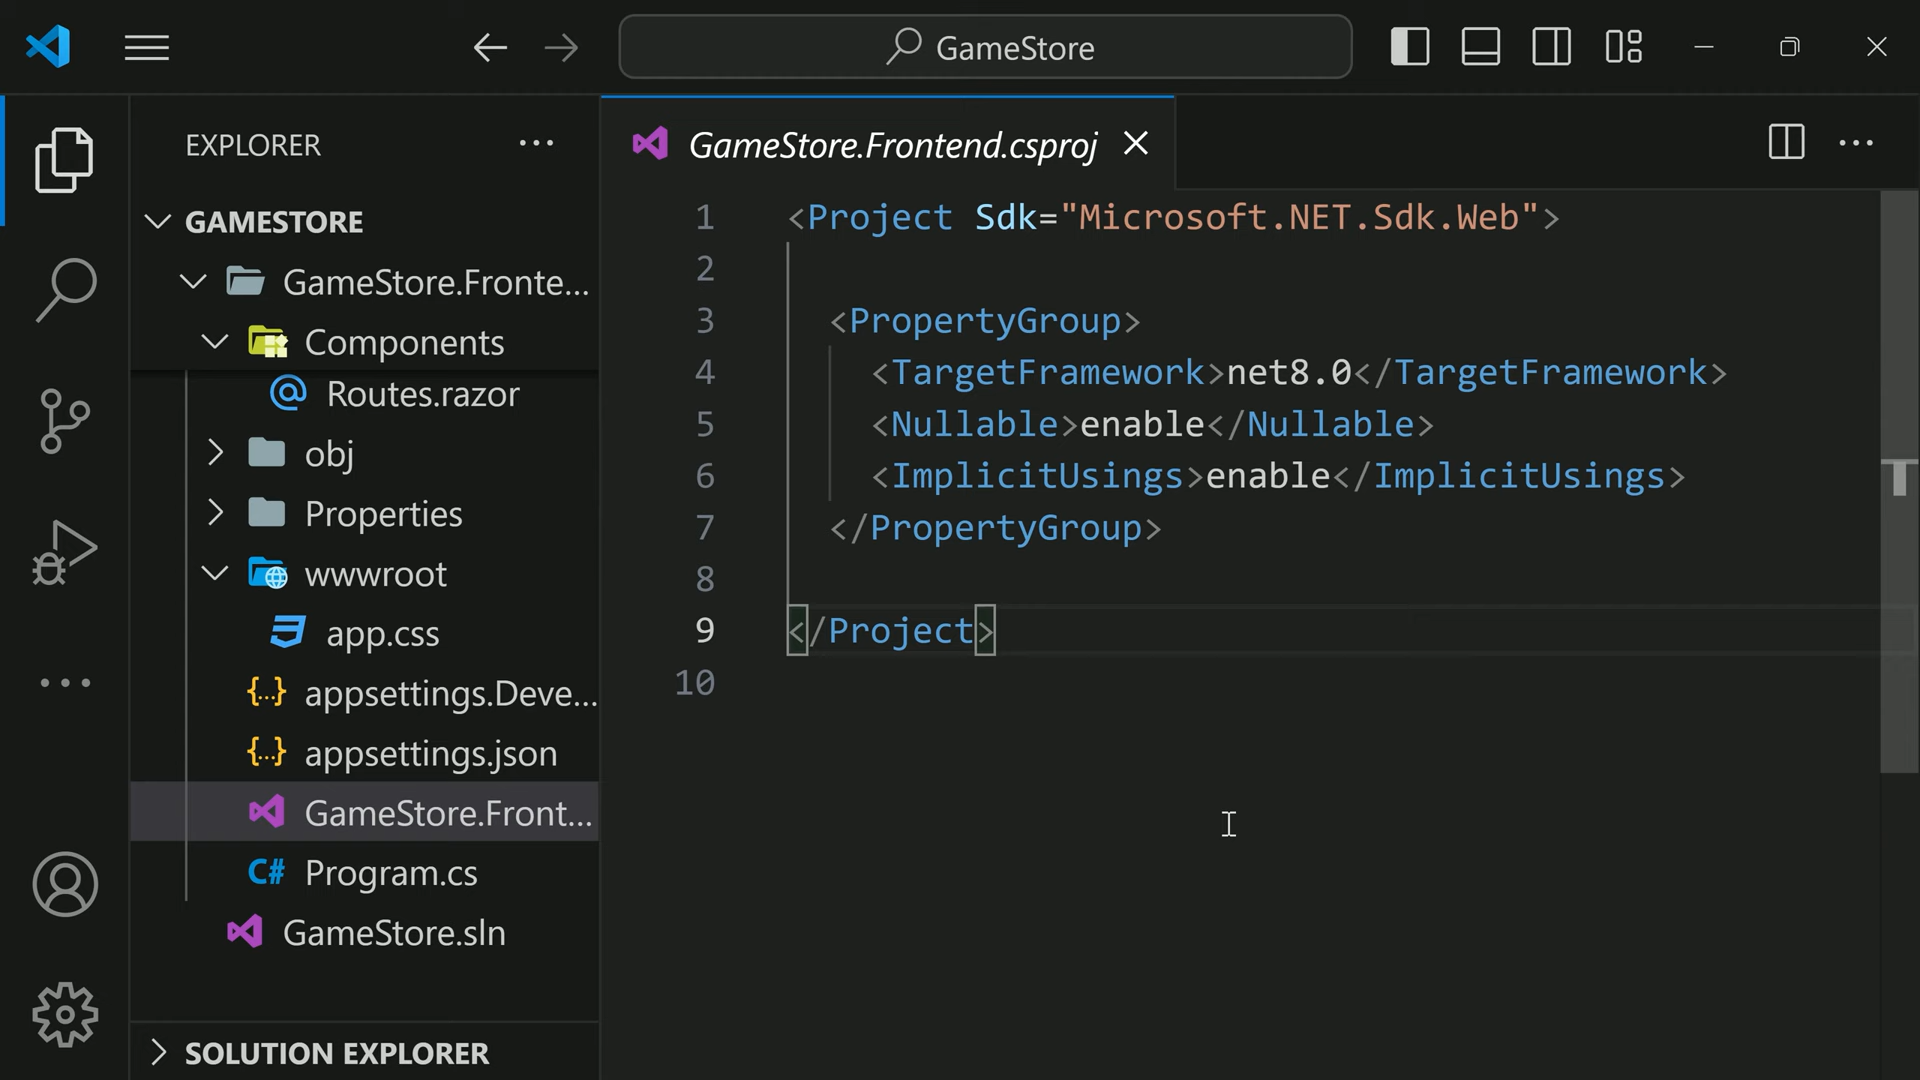 GameStore
EXPLORER
GAMESTORE
GameStore.Fronte...
Components
Routes.razor
obj
Properties
wwwroot
app.css
{..} appsettings.Deve...
{..} appsettings.json
GameStore.Front...
C# Program.cs
GameStore.sln
SOLUTION EXPLORER
GameStore.Frontend.csproj
1 <Project Sdk="Microsoft.NET.Sdk.Web">
2
3 <PropertyGroup>
4 <TargetFramework>net8.0</TargetFramework>
5 <Nullable>enable</Nullable>
6 <ImplicitUsings>enable</ImplicitUsings>
7 </PropertyGroup>
8
9 </Project>
10